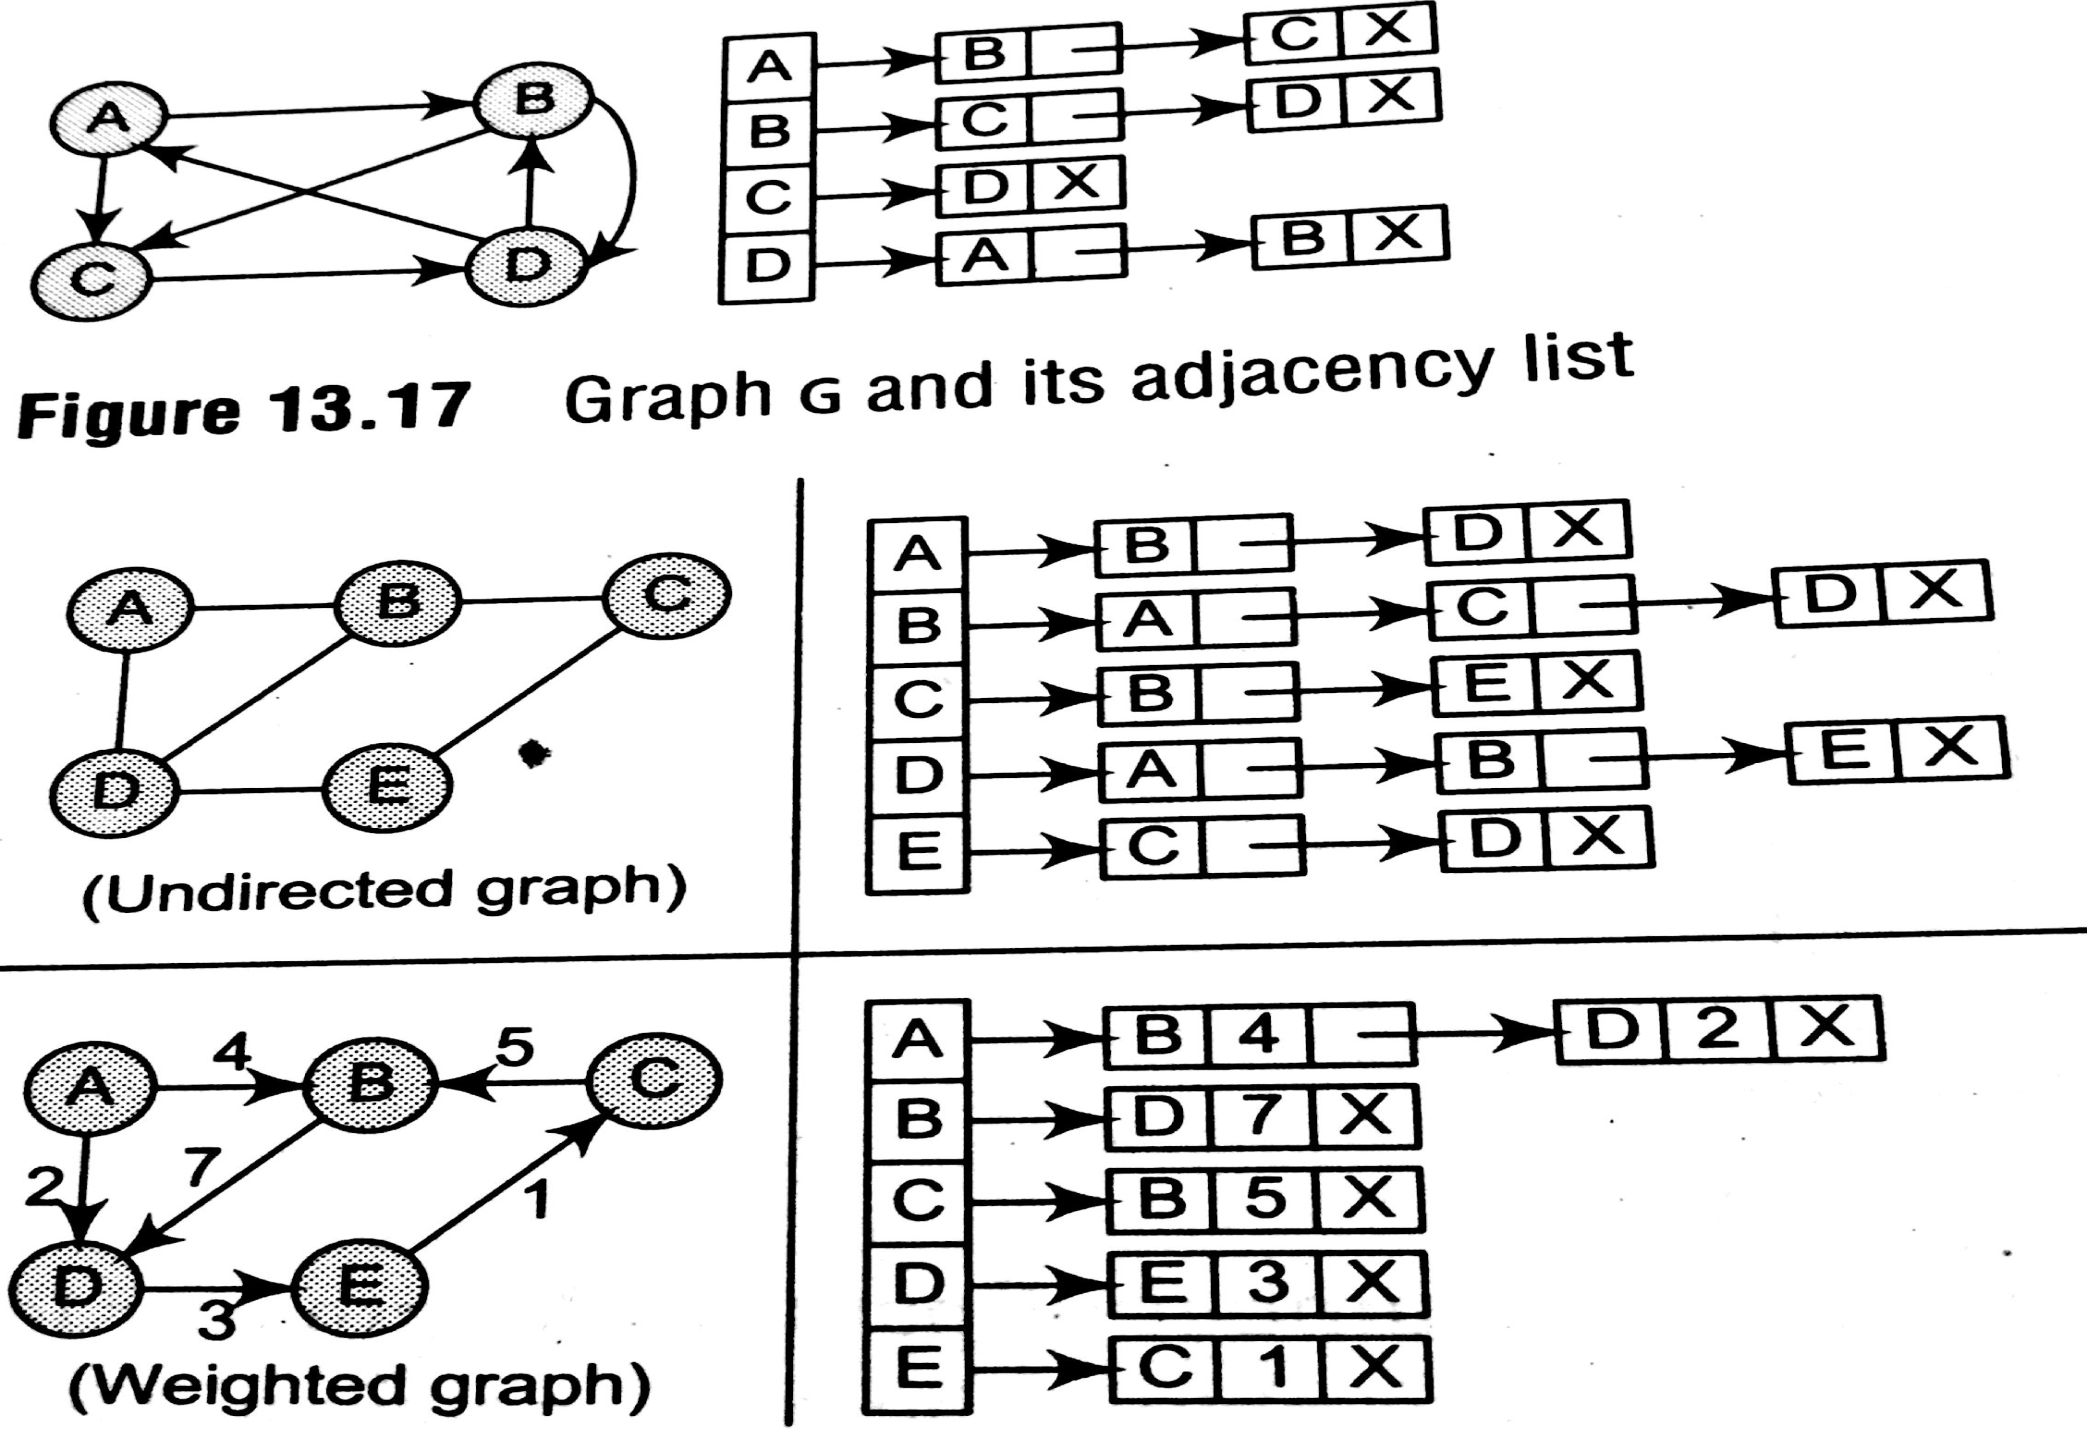 A B
C D
A B C X
B C D X
C D X
D A B X
Figure 13.17 Graph G and its adjacency list
A B C
D E
(Undirected graph)
A B D X
B A C D X
C B E X
D A B E X
E C D X
A 4 B 5 C
2 7 1
D 3 E
(Weighted graph)
A B 4 D 2 X
B D 7 X
C B 5 X
D E 3 X
E C 1 X